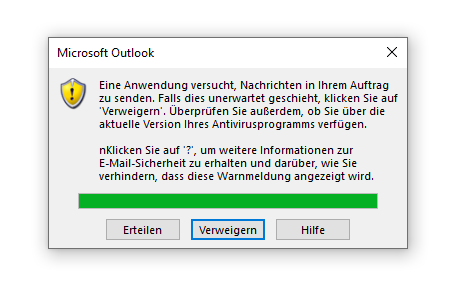 Microsoft Outlook
Eine Anwendung versucht, Nachrichten in Ihrem Auftrag
zu senden. Falls dies unerwartet geschieht, klicken Sie auf
'Verweigern'. Überprüfen Sie außerdem, ob Sie über die
aktuelle Version Ihres Antivirusprogramms verfügen.
nKlicken Sie auf '?', um weitere Informationen zur
E-Mail-Sicherheit zu erhalten und darüber, wie Sie
verhindern, dass diese Warnmeldung angezeigt wird.
Erteilen Verweigern Hilfe